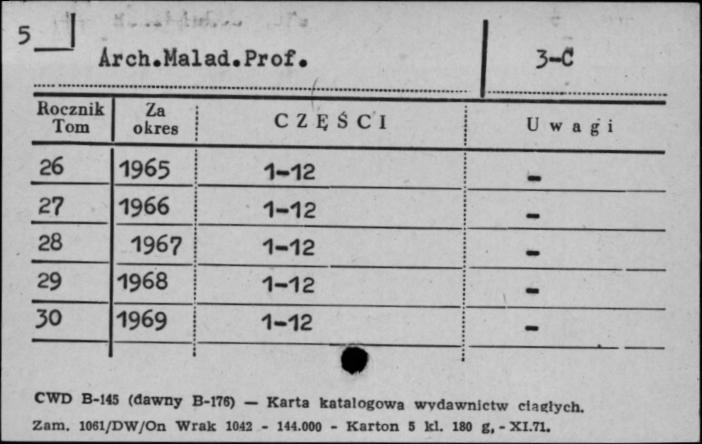 5
Arch.Malad.Prof. 3-C
Rocznik Tom Za okres CZĘŚCI Uwagi
26 1965 1-12 -
27 1966 1-12 -
28 1967 1-12 -
29 1968 1-12 -
30 1969 1-12 -
CWD B-145 (dawny B-176) — Karta katalogowa wydawnictw ciągłych.
Zam. 1061/DW/On Wrak 1042 - 144.000 - Karton 5 kl. 180 g, - XI.71.